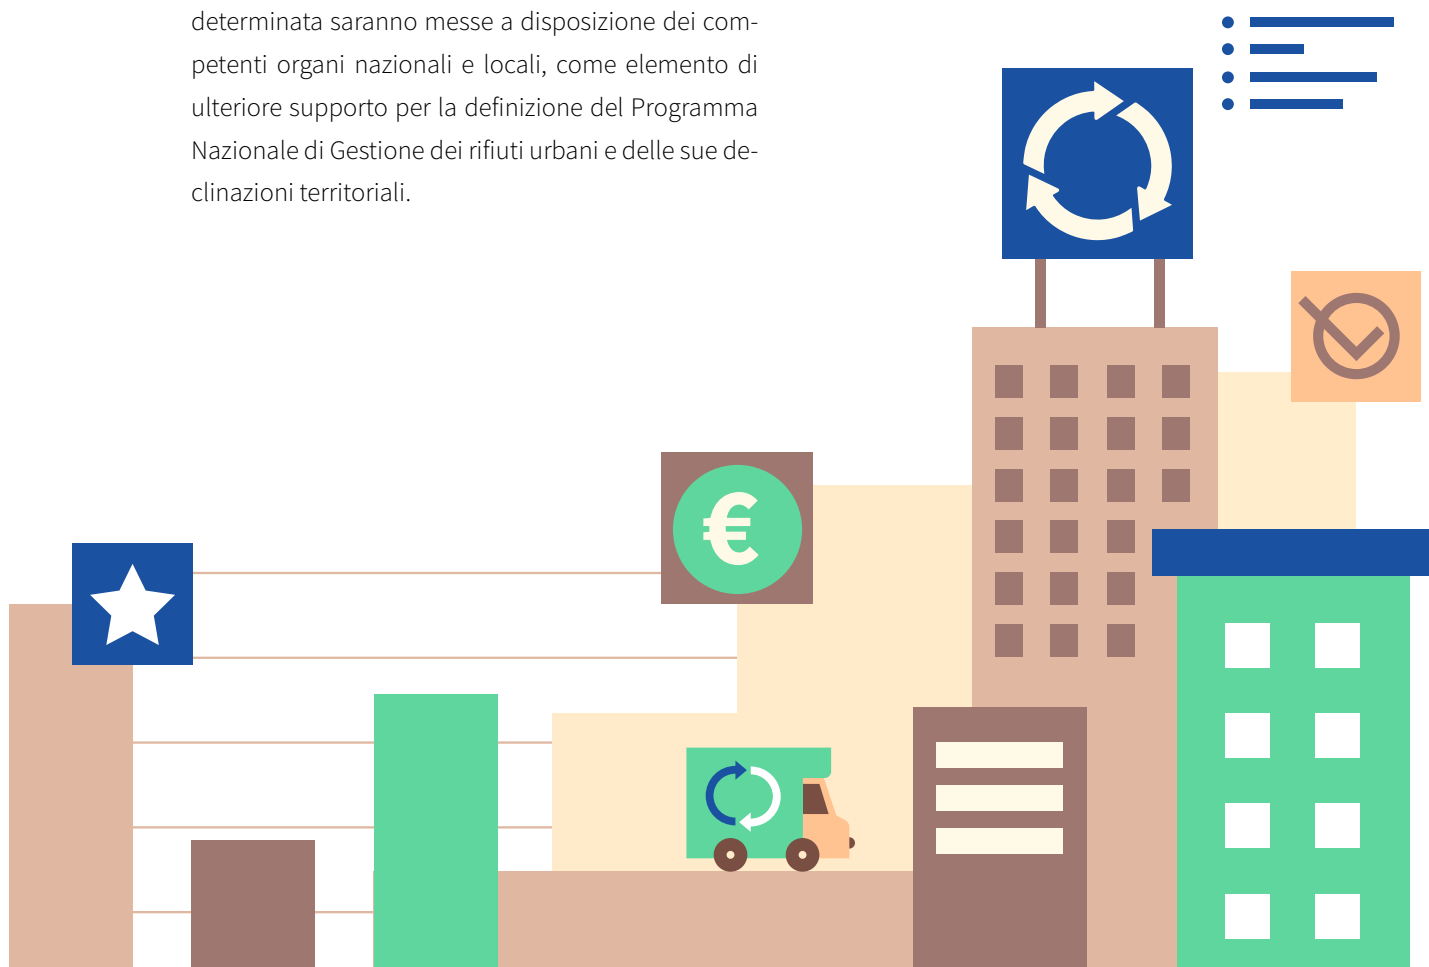 determinata saranno messe a disposizione dei com-
petenti organi nazionali e locali, come elemento di
ulteriore supporto per la definizione del Programma
Nazionale di Gestione dei rifiuti urbani e delle sue de-
clinazioni territoriali.
€